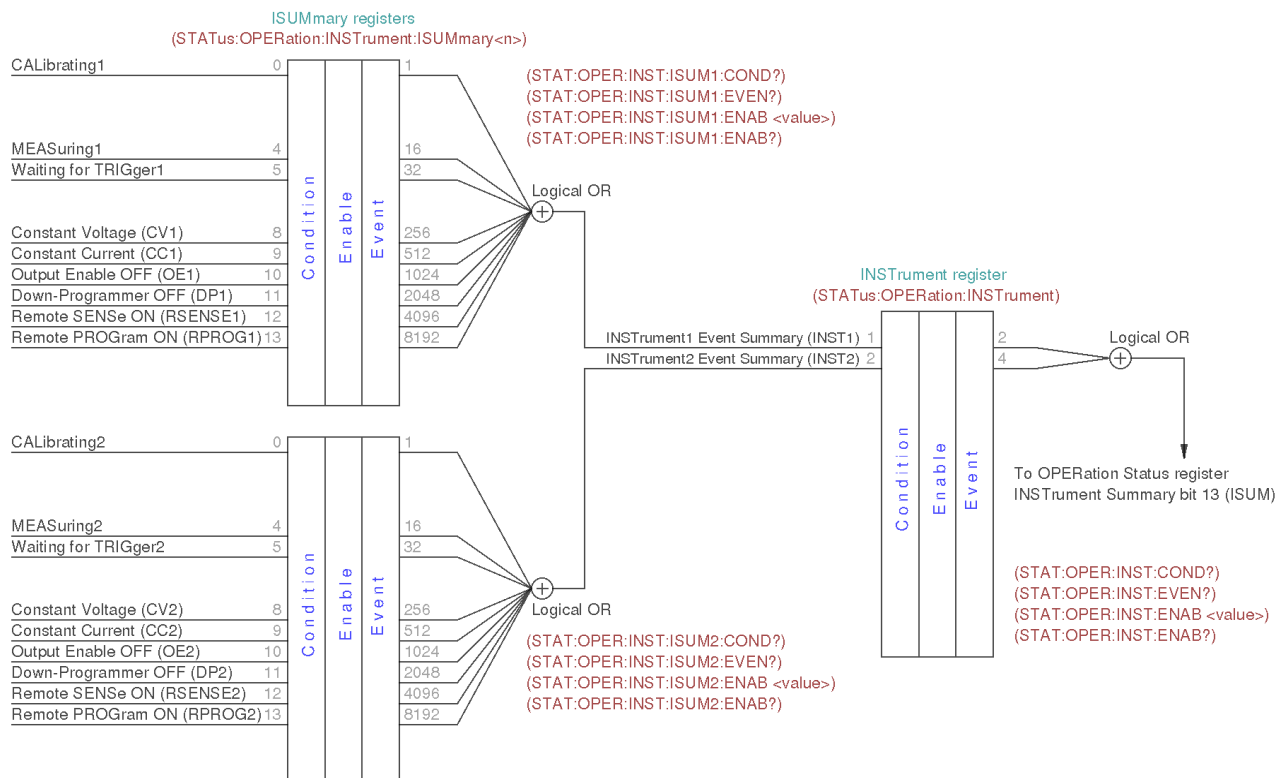 ISUMmary registers
(STATus:OPERation:INSTrument:ISUMmary<n>)
CALibrating1 0 1
(STAT:OPER:INST:ISUM1:COND?)
(STAT:OPER:INST:ISUM1:EVEN?)
(STAT:OPER:INST:ISUM1:ENAB <value>)
(STAT:OPER:INST:ISUM1:ENAB?)
MEASuring1 4 16
Waiting for TRIGger1 5 32
Condition
Enable
Event
Logical OR
Constant Voltage (CV1) 8 256
Constant Current (CC1) 9 512
Output Enable OFF (OE1) 10 1024
Down-Programmer OFF (DP1) 11 2048
Remote SENSe ON (RSENSE1) 12 4096
Remote PROGram ON (RPROG1) 13 8192
INSTrument register
(STATus:OPERation:INSTrument)
INSTrument1 Event Summary (INST1) 1 2
INSTrument2 Event Summary (INST2) 2 4
Logical OR
Condition
Enable
Event
To OPERation Status register
INSTrument Summary bit 13 (ISUM)
(STAT:OPER:INST:COND?)
(STAT:OPER:INST:EVEN?)
(STAT:OPER:INST:ENAB <value>)
(STAT:OPER:INST:ENAB?)
CALibrating2 0 1
MEASuring2 4 16
Waiting for TRIGger2 5 32
Condition
Enable
Event
Logical OR
Constant Voltage (CV2) 8 256
Constant Current (CC2) 9 512
Output Enable OFF (OE2) 10 1024
Down-Programmer OFF (DP2) 11 2048
Remote SENSe ON (RSENSE2) 12 4096
Remote PROGram ON (RPROG2) 13 8192
(STAT:OPER:INST:ISUM2:COND?)
(STAT:OPER:INST:ISUM2:EVEN?)
(STAT:OPER:INST:ISUM2:ENAB <value>)
(STAT:OPER:INST:ISUM2:ENAB?)